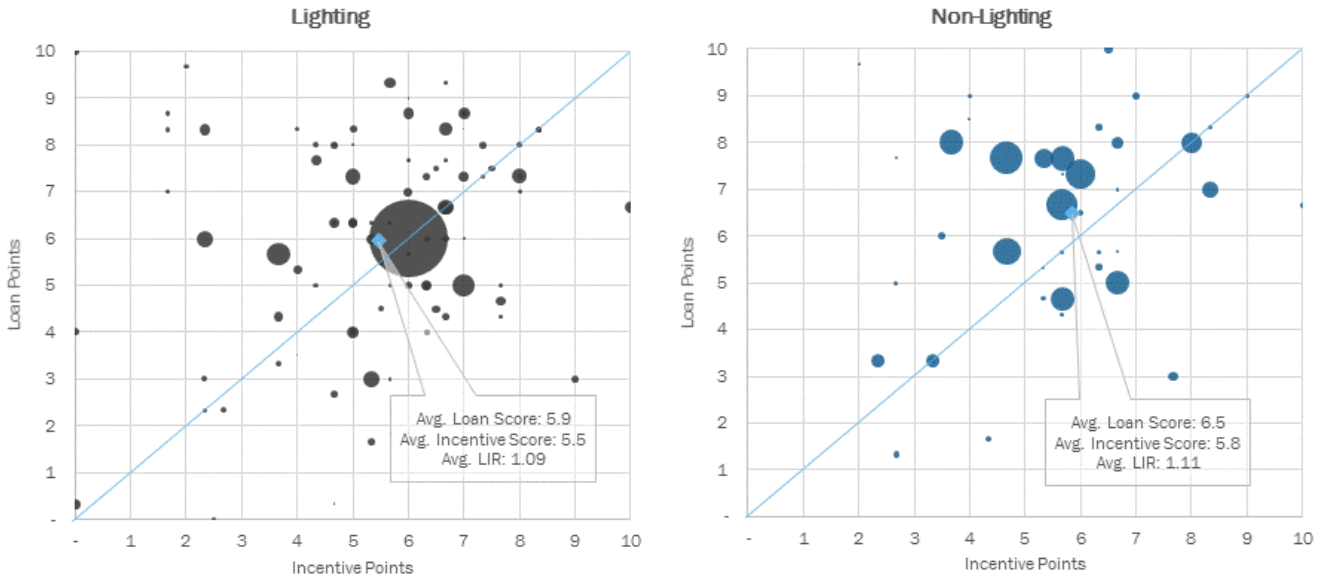 Lighting
10
9
8
7
6
5
4
3
2
1
-
Loan Points
- 1 2 3 4 5 6 7 8 9 10
Incentive Points
Avg. Loan Score: 5.9
Avg. Incentive Score: 5.5
Avg. LIR: 1.09
Non-Lighting
10
9
8
7
6
5
4
3
2
1
-
Loan Points
- 1 2 3 4 5 6 7 8 9 10
Incentive Points
Avg. Loan Score: 6.5
Avg. Incentive Score: 5.8
Avg. LIR: 1.11